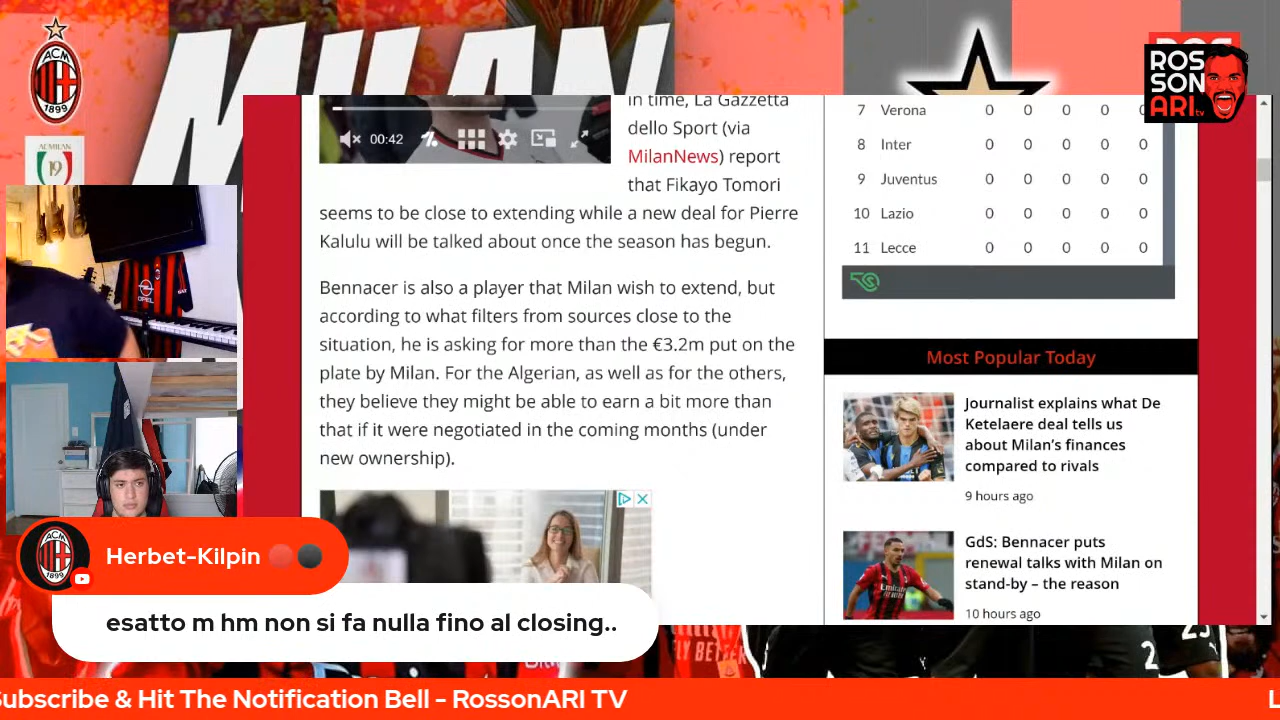 MILAN
ACM
1899
AC MILAN
19
ROS
SON
ARI
tv
00:42
in time, La Gazzetta
dello Sport (via
MilanNews) report
that Fikayo Tomori
seems to be close to extending while a new deal for Pierre
Kalulu will be talked about once the season has begun.
Bennacer is also a player that Milan wish to extend, but
according to what filters from sources close to the
situation, he is asking for more than the €3.2m put on the
plate by Milan. For the Algerian, as well as for the others,
they believe they might be able to earn a bit more than
that if it were negotiated in the coming months (under
new ownership).
7 Verona 0 0 0 0 0
8 Inter 0 0 0 0 0
9 Juventus 0 0 0 0 0
10 Lazio 0 0 0 0 0
11 Lecce 0 0 0 0 0
Most Popular Today
Journalist explains what De
Ketelaere deal tells us
about Milan's finances
compared to rivals
9 hours ago
GdS: Bennacer puts
renewal talks with Milan on
stand-by – the reason
10 hours ago
OPEL
Herbet-Kilpin 🔴⚫
esatto m hm non si fa nulla fino al closing..
Subscribe & Hit The Notification Bell - RossonARI TV
L